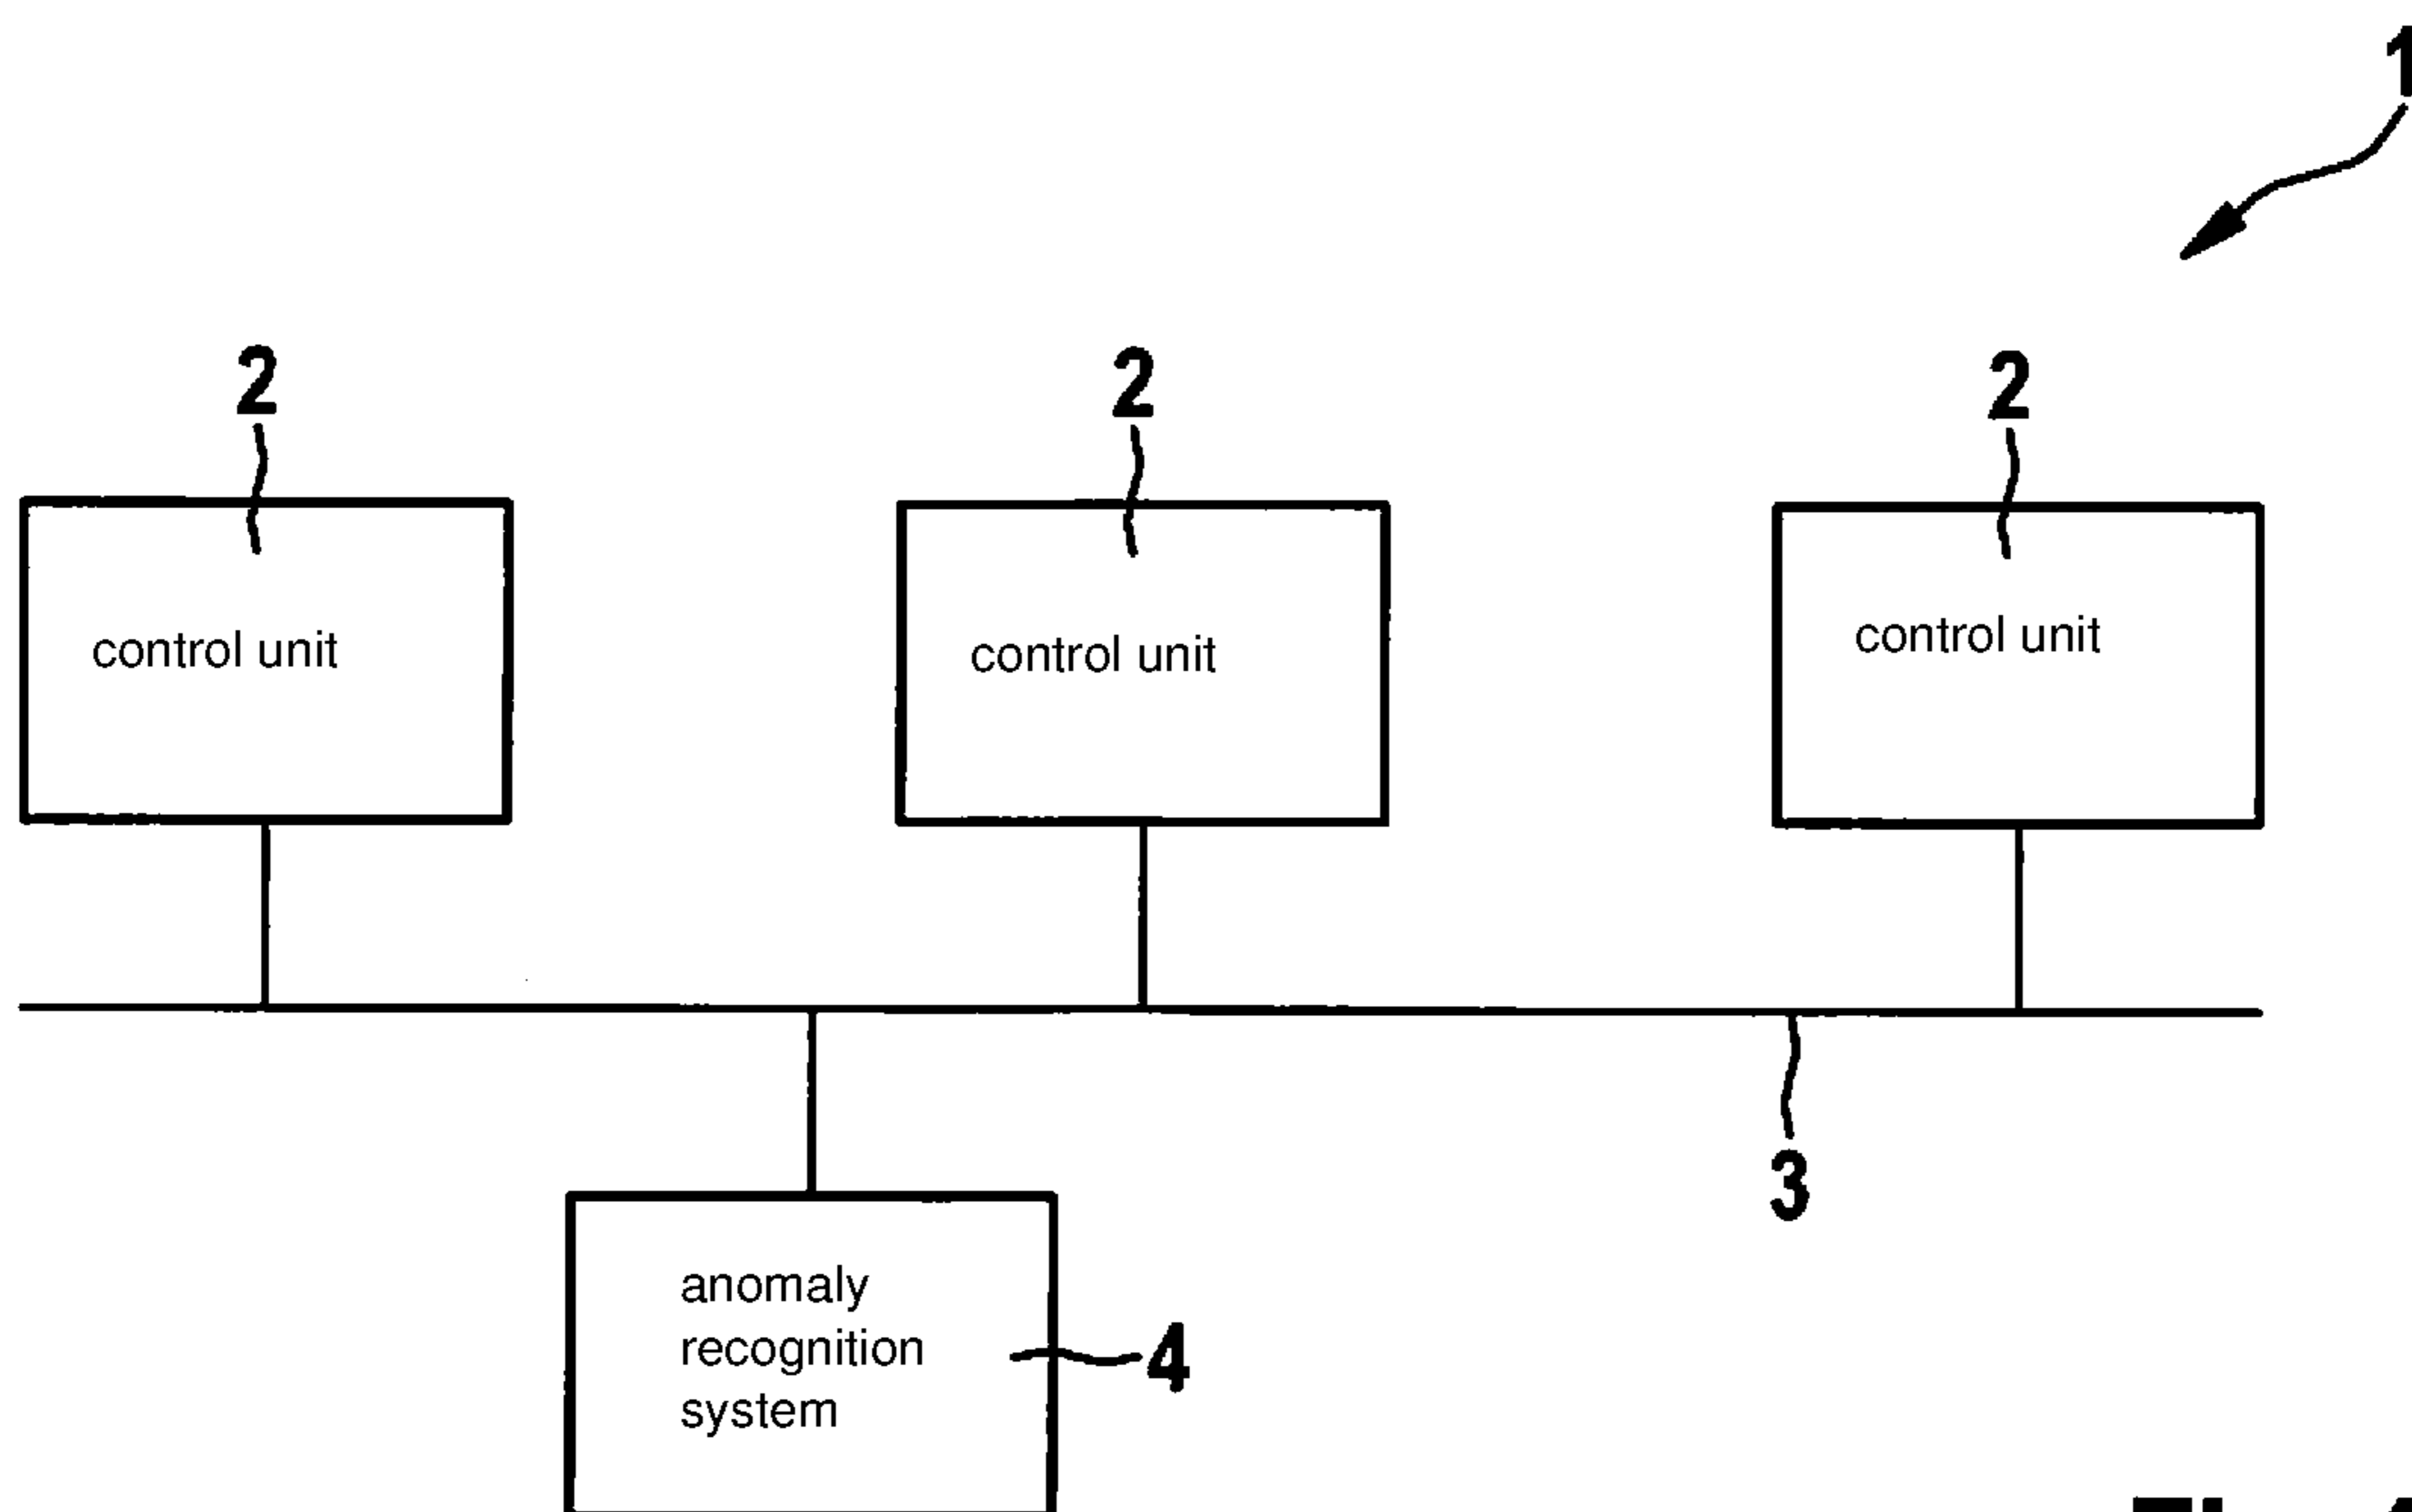 1
2 2 2
control unit control unit control unit
3
anomaly
recognition
system
4